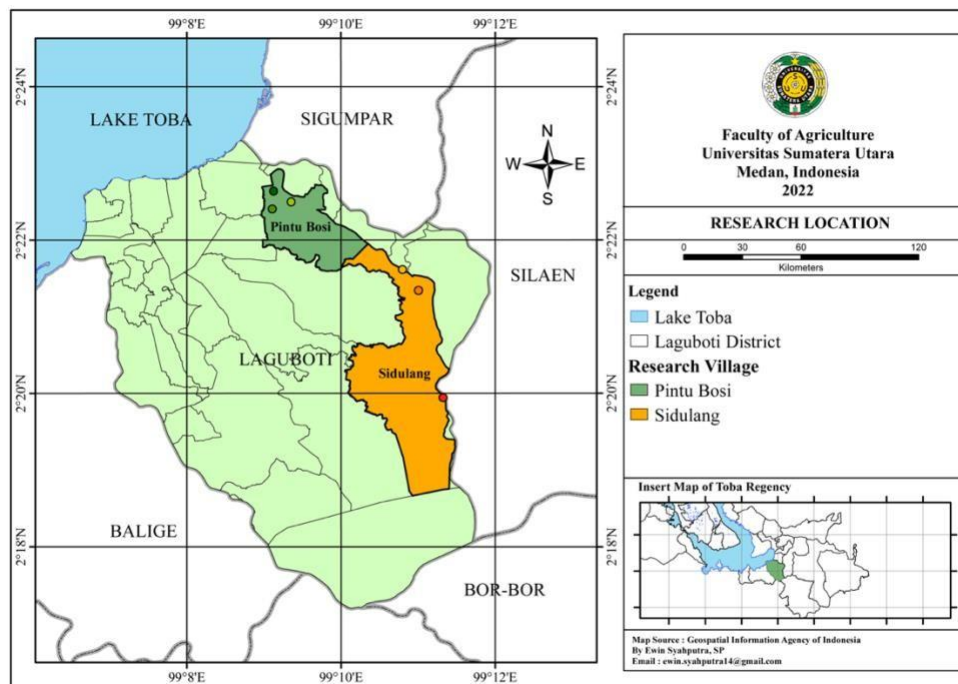 99°8'E
99°10'E
99°12'E
2°24'N
2°22'N
2°20'N
2°18'N
2°24'N
2°22'N
2°20'N
2°18'N
99°8'E
99°10'E
99°12'E
LAKE TOBA
SIGUMPAR
N
W
E
S
Pintu Bosi
SILAEN
LAGUBOTI
Sidulang
BALIGE
BOR-BOR
Faculty of Agriculture
Universitas Sumatera Utara
Medan, Indonesia
2022
RESEARCH LOCATION
0 30 60 120
Kilometers
Legend
Lake Toba
Laguboti District
Research Village
Pintu Bosi
Sidulang
Insert Map of Toba Regency
Map Source : Geospatial Information Agency of Indonesia
By Ewin Syahputra, SP
Email : ewin.syahputra14@gmail.com